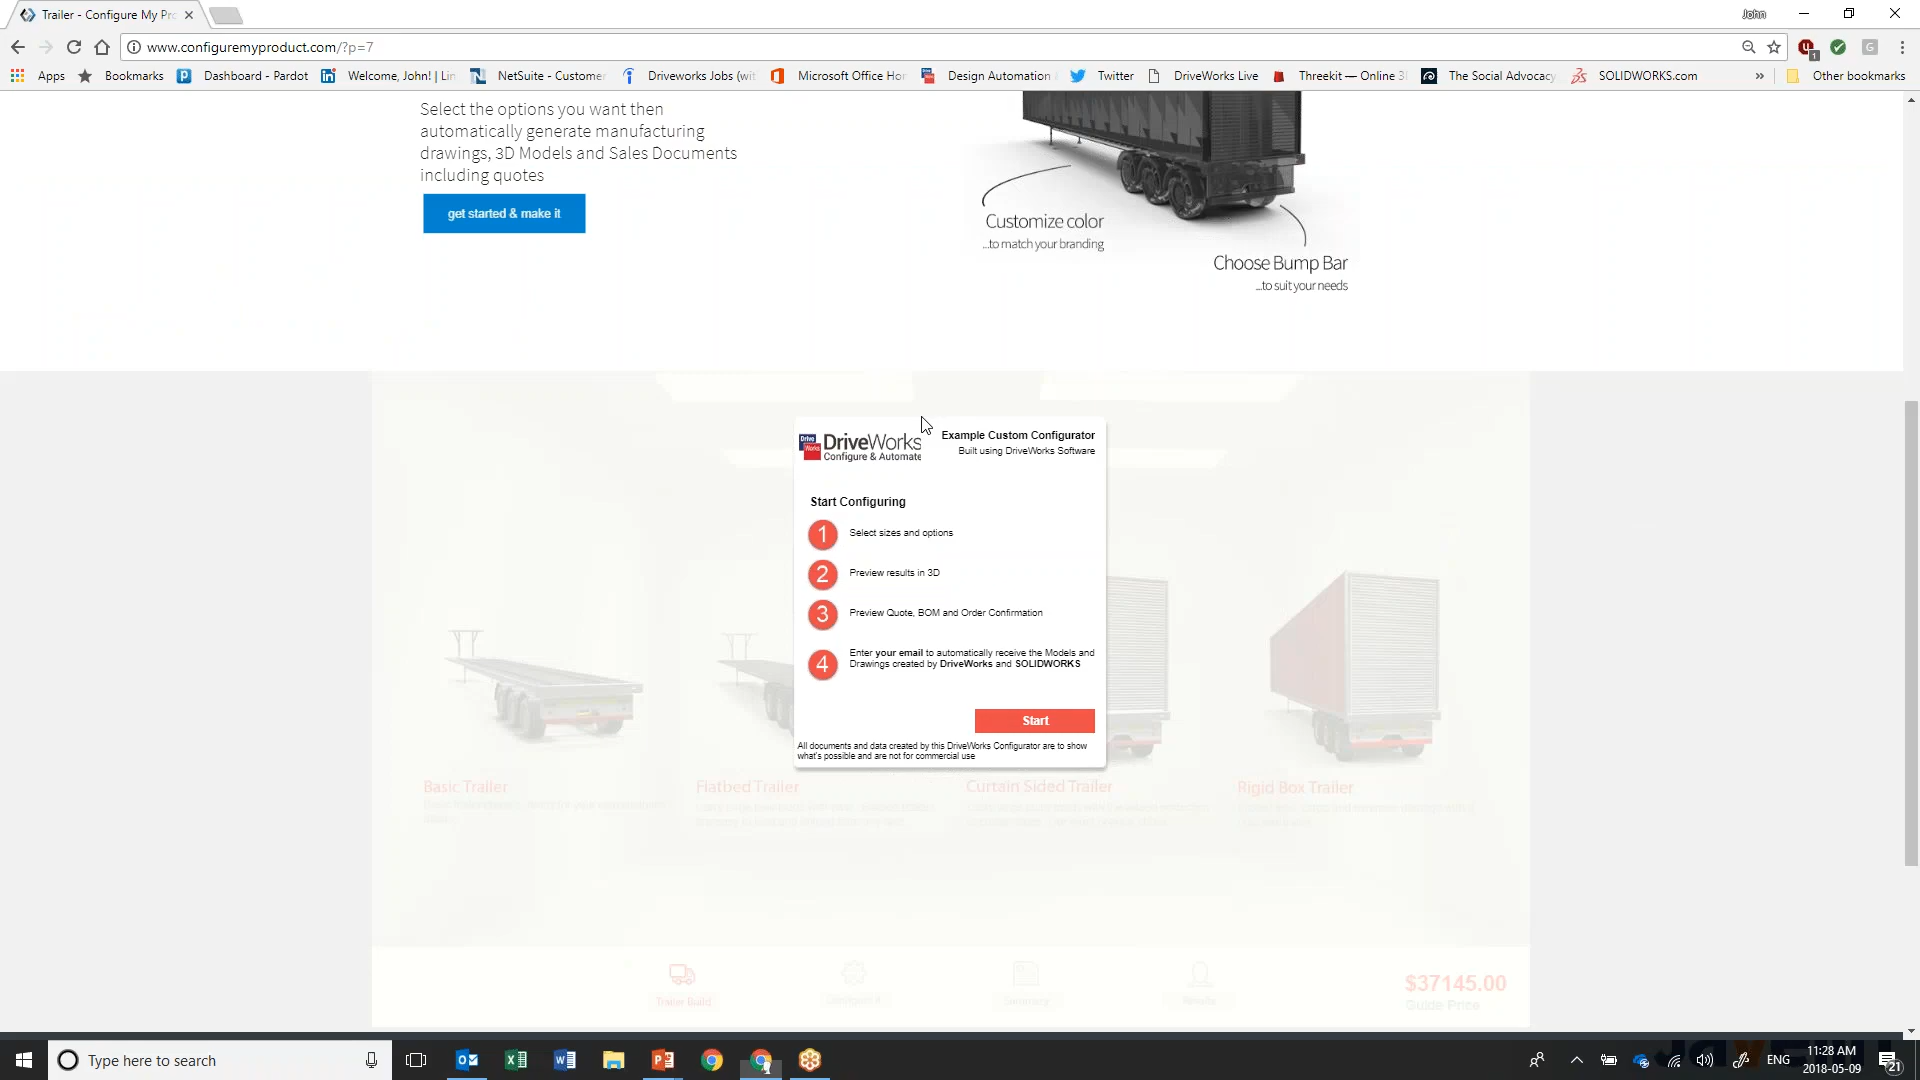 Trailer - Configure My Pro
John
www.configuremyproduct.com/?p=7
Apps Bookmarks Dashboard - Pardot Welcome, John! | Lin NetSuite - Customer Driveworks Jobs (wit Microsoft Office Hom Design Automation Twitter DriveWorks Live Threekit — Online 3 The Social Advocacy SOLIDWORKS.com » Other bookmarks
Select the options you want then
automatically generate manufacturing
drawings, 3D Models and Sales Documents
including quotes
get started & make it
Customize color
...to match your branding
Choose Bump Bar
...to suit your needs
DriveWorks
Configure & Automate
Example Custom Configurator
Built using DriveWorks Software
Start Configuring
1 Select sizes and options
2 Preview results in 3D
3 Preview Quote, BOM and Order Confirmation
4 Enter your email to automatically receive the Models and
Drawings created by DriveWorks and SOLIDWORKS
Start
All documents and data created by this DriveWorks Configurator are to show
what's possible and are not for commercial use
Basic Trailer
Flatbed Trailer
Curtain Sided Trailer
Rigid Box Trailer
Trailer Build
Summary
$37145.00
Guide Price
Type here to search
ENG
11:28 AM
2018-05-09
21